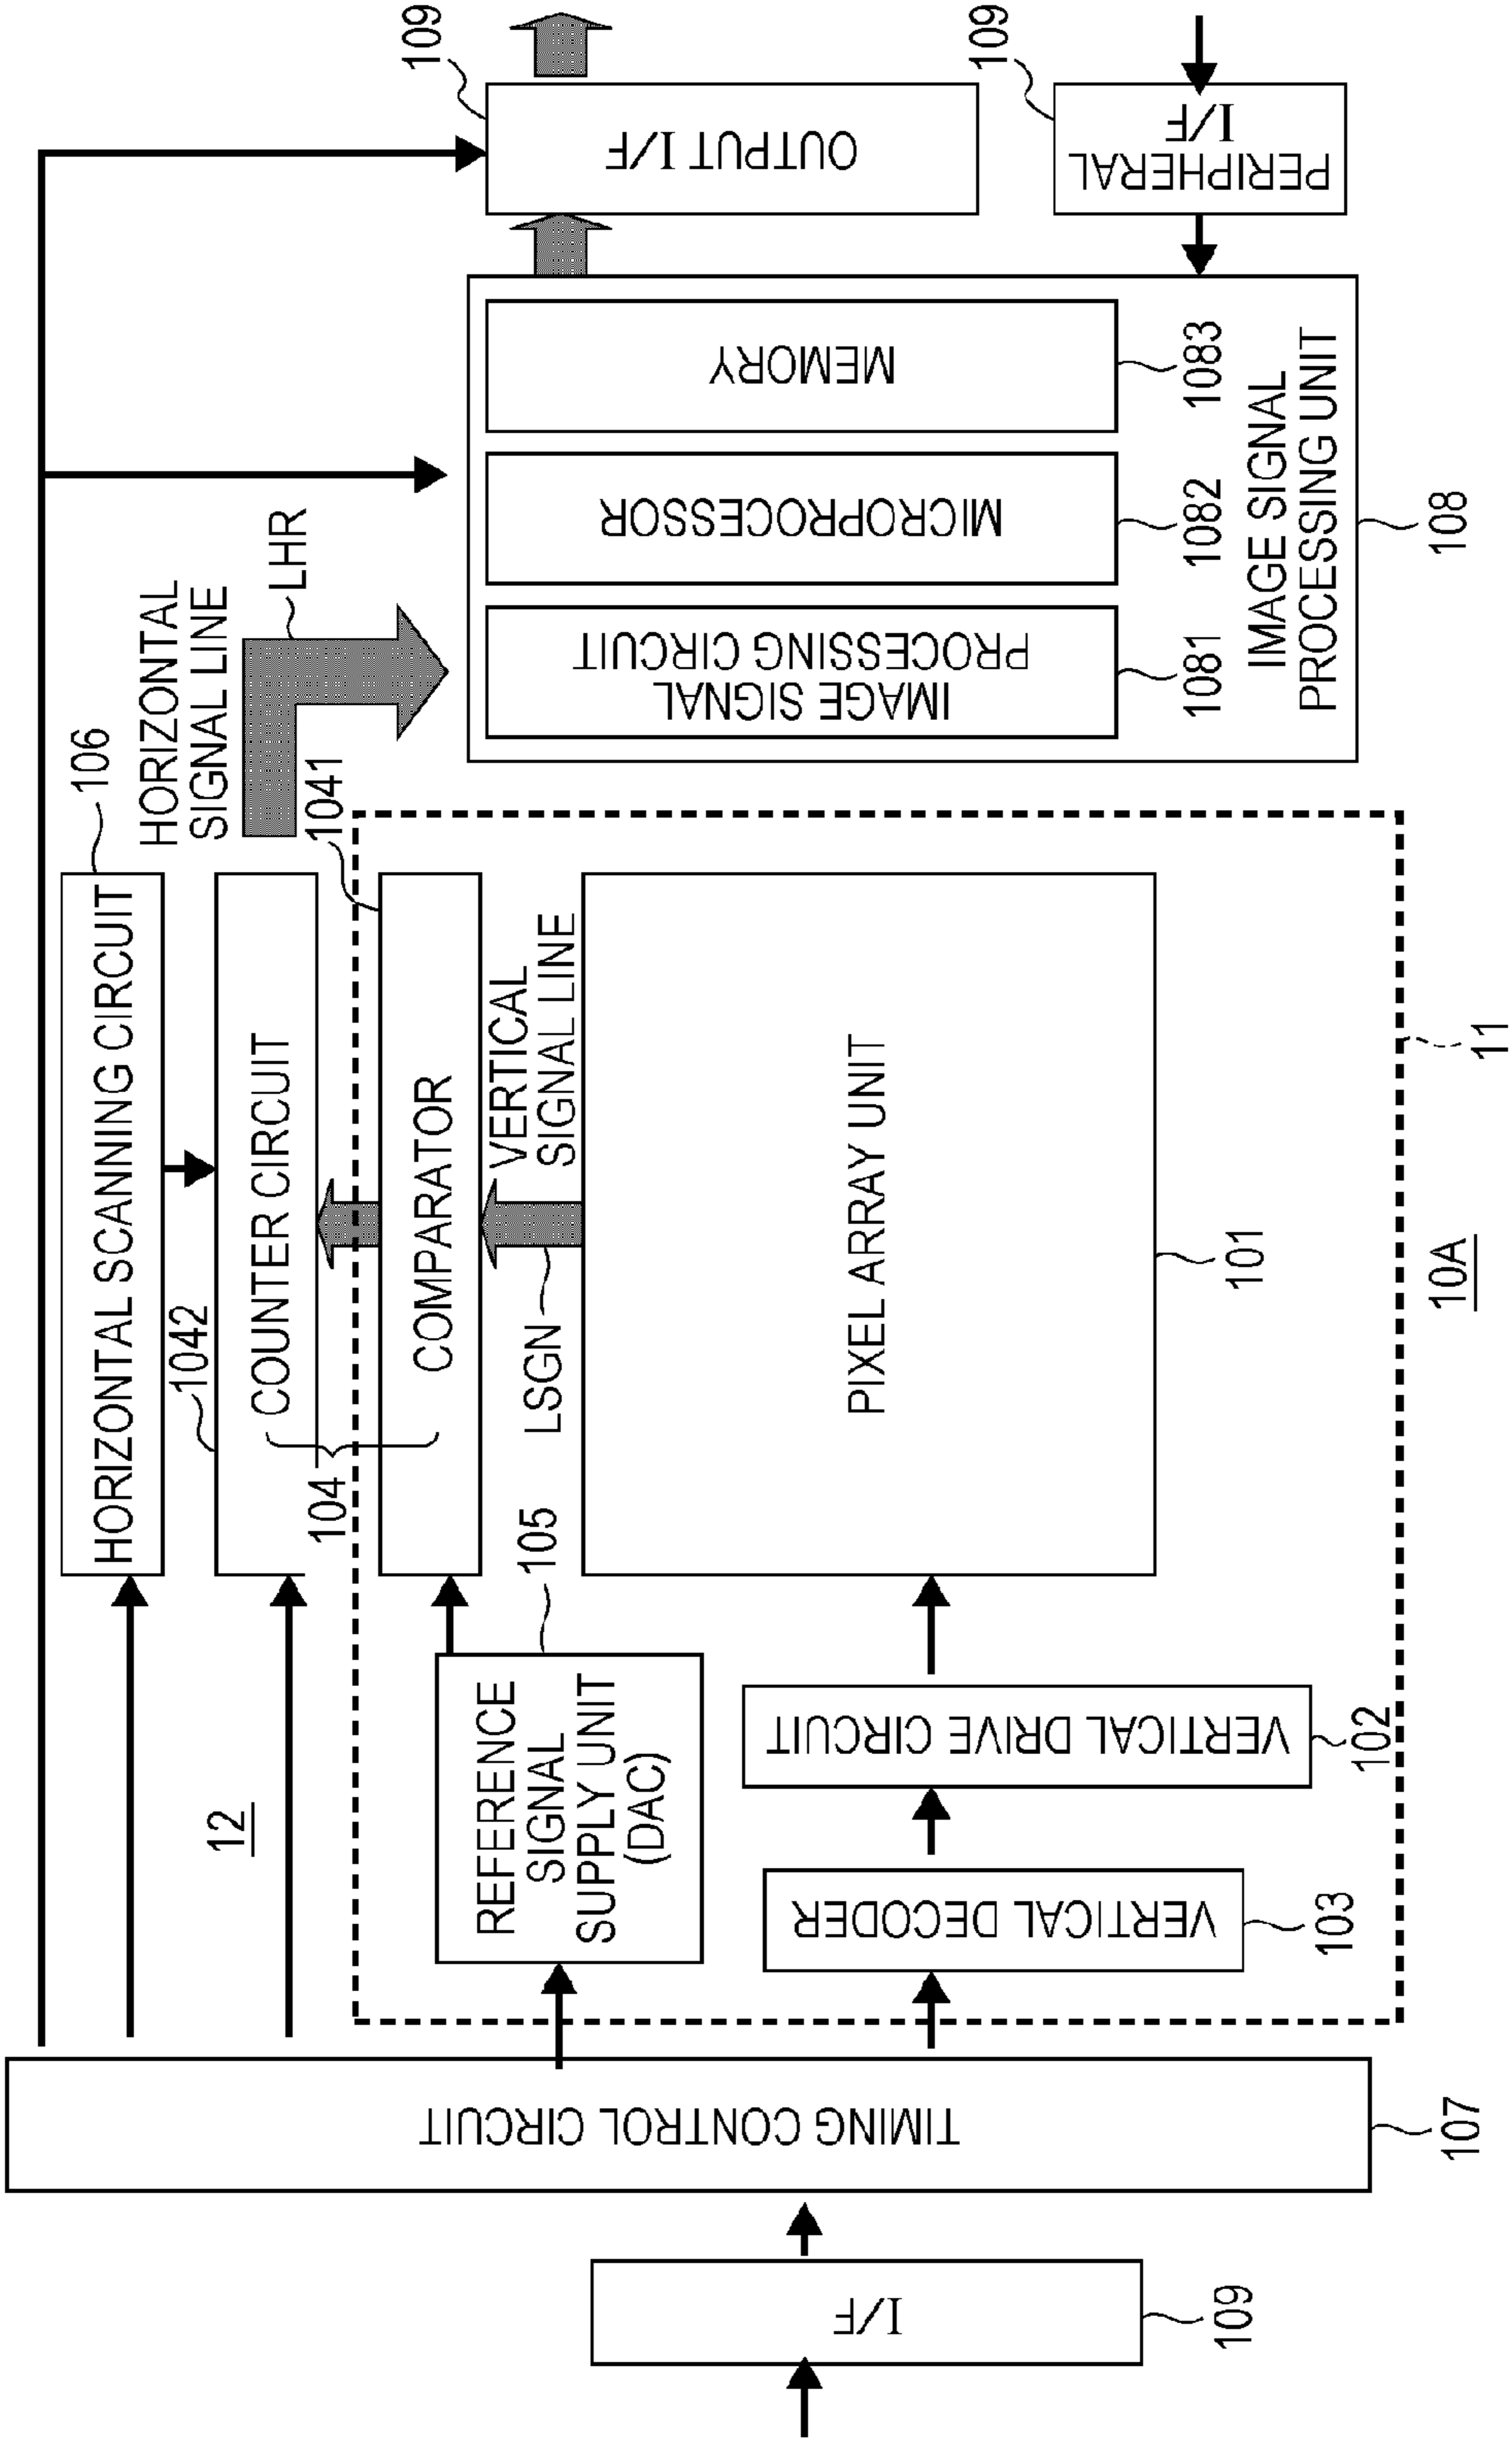 109
OUTPUT I/F
109
PERIPHERAL
I/F
MEMORY
1083
MICROPROCESSOR
1082
IMAGE SIGNAL
PROCESSING CIRCUIT
1081
IMAGE SIGNAL
PROCESSING UNIT
108
HORIZONTAL
SIGNAL LINE
LHR
106
HORIZONTAL SCANNING CIRCUIT
1041
1042
COUNTER CIRCUIT
104
COMPARATOR
VERTICAL
SIGNAL LINE
LSGN
PIXEL ARRAY UNIT
101
11
10A
12
105
REFERENCE
SIGNAL
SUPPLY UNIT
(DAC)
VERTICAL DRIVE CIRCUIT
102
VERTICAL DECODER
103
TIMING CONTROL CIRCUIT
107
I/F
109